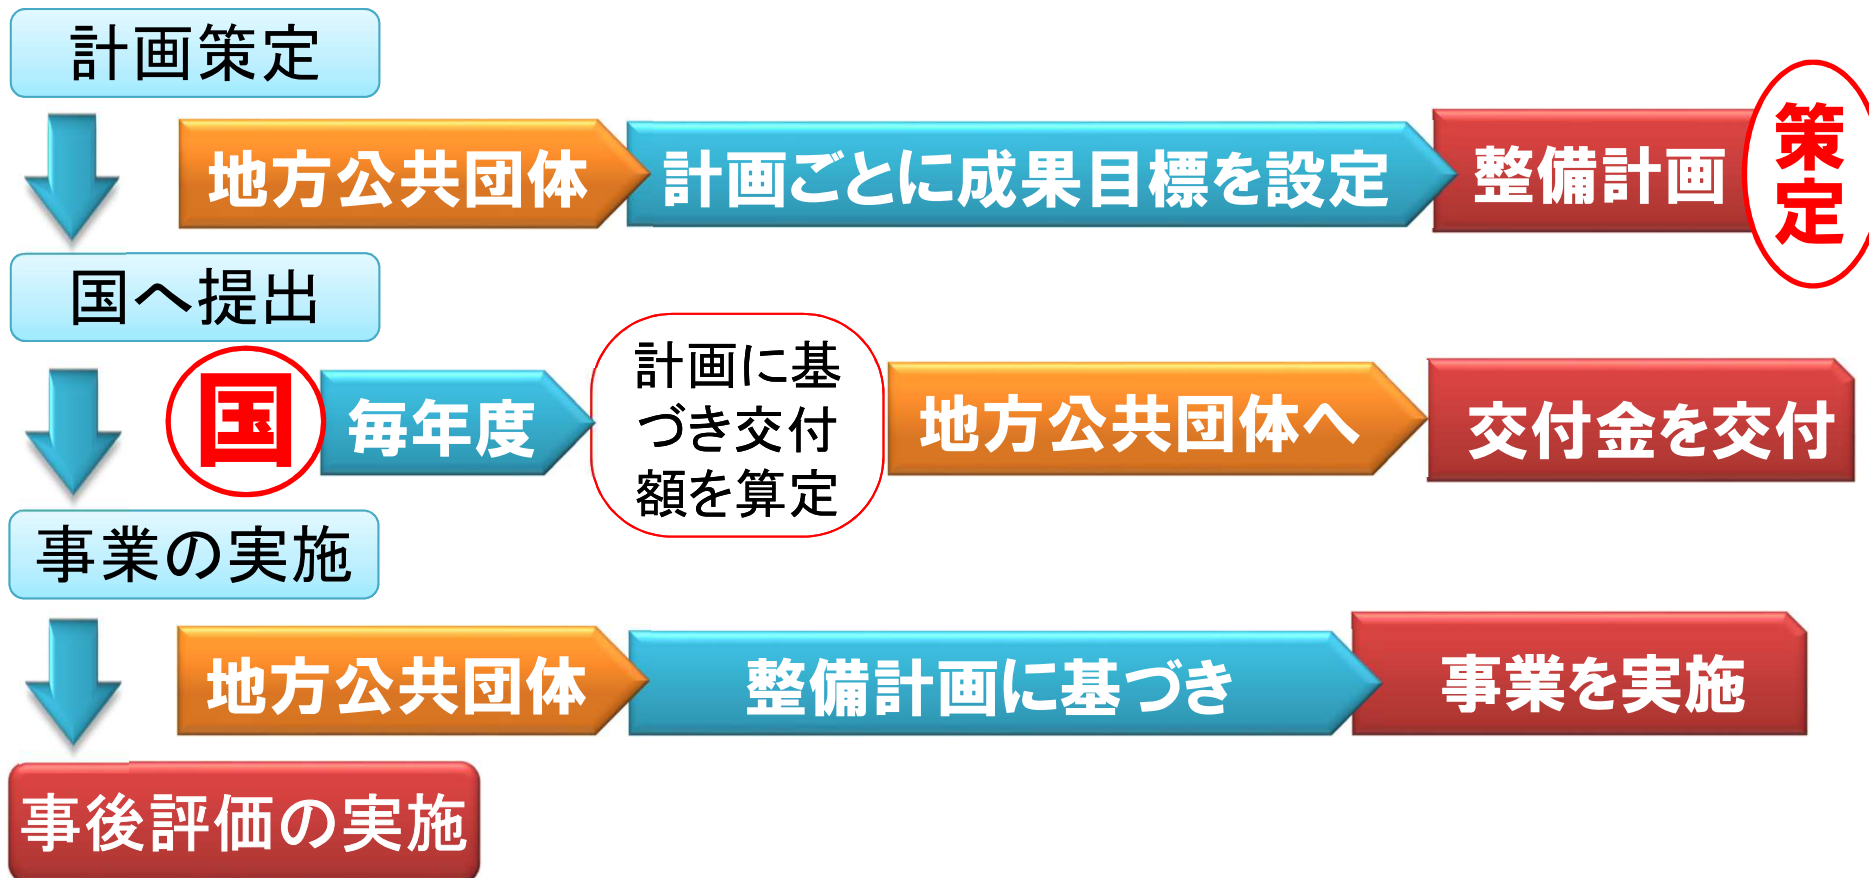 計画策定
地方公共団体
計画ごとに成果目標を設定
整備計画
策定
国へ提出
国
毎年度
計画に基
づき交付
額を算定
地方公共団体へ
交付金を交付
事業の実施
地方公共団体
整備計画に基づき
事業を実施
事後評価の実施